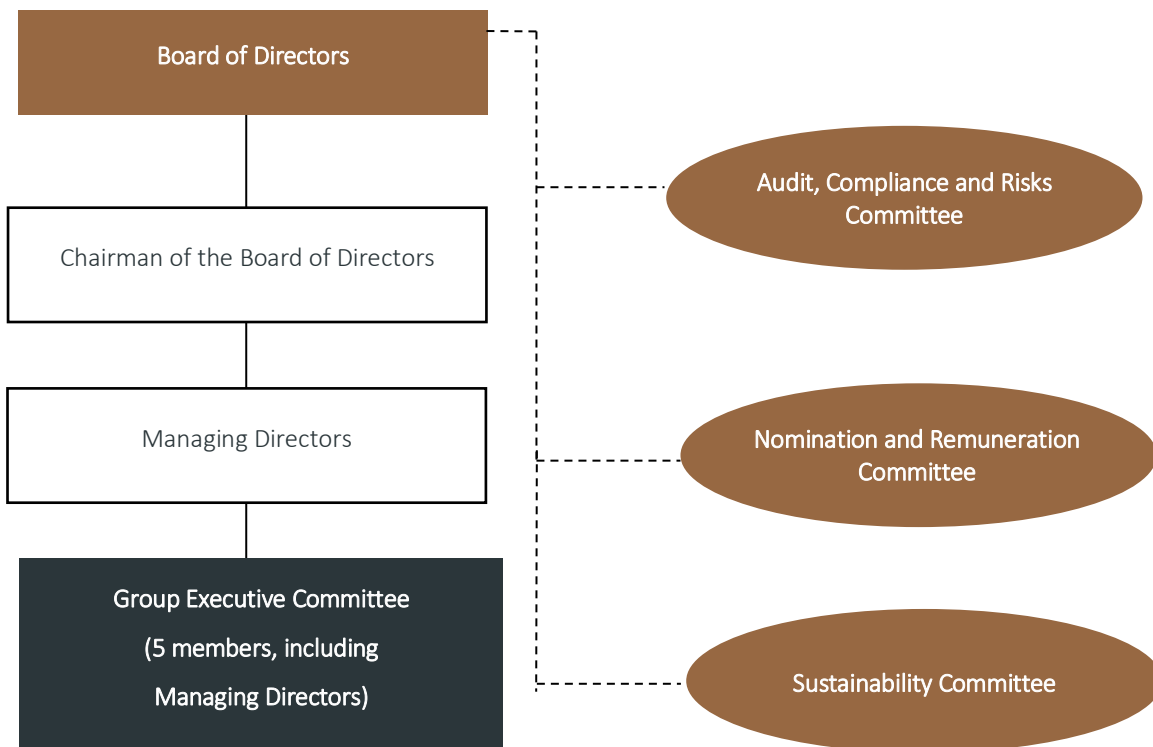 Board of Directors
Audit, Compliance and Risks
Committee
Chairman of the Board of Directors
Managing Directors
Nomination and Remuneration
Committee
Group Executive Committee
(5 members, including
Managing Directors)
Sustainability Committee